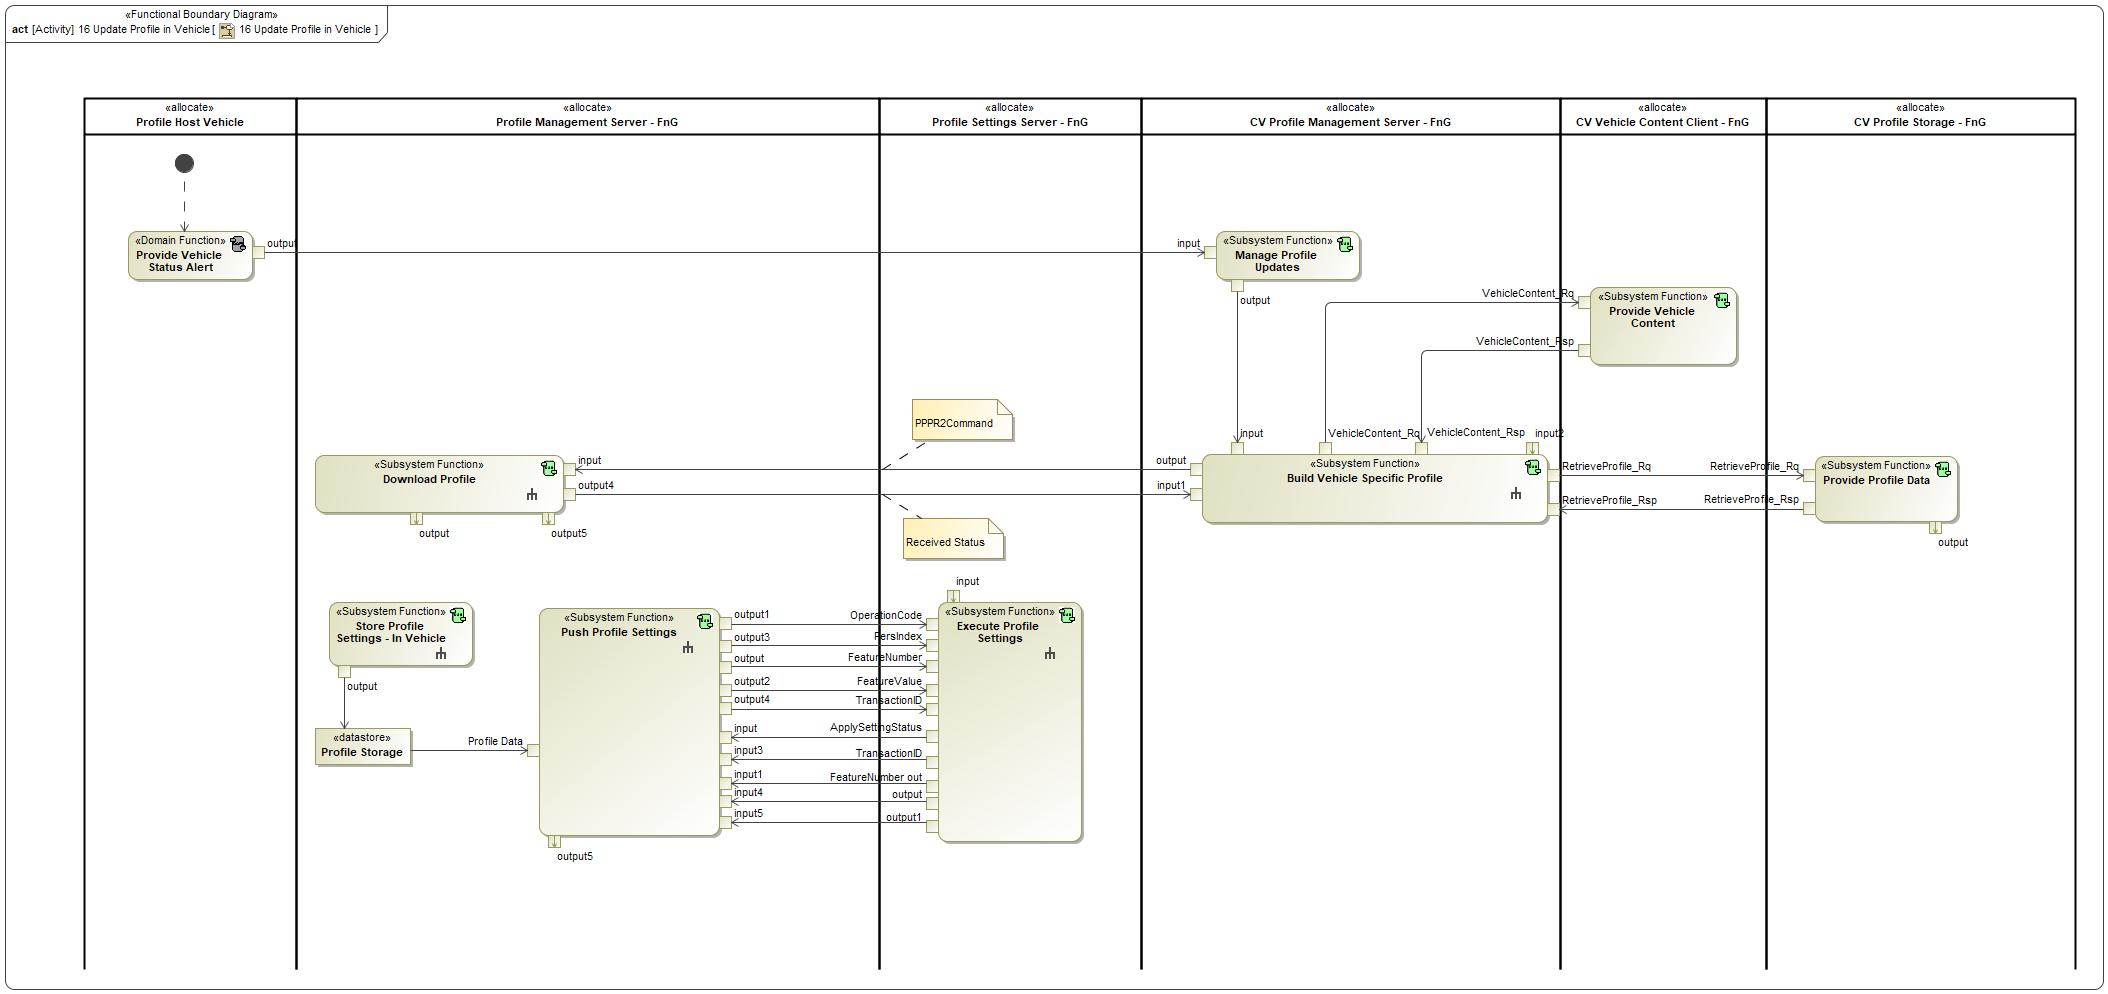 «Functional Boundary Diagram»
act [Activity] 16 Update Profile in Vehicle [ 16 Update Profile in Vehicle ]
«allocate»
Profile Host Vehicle
«allocate»
Profile Management Server - FnG
«allocate»
Profile Settings Server - FnG
«allocate»
CV Profile Management Server - FnG
«allocate»
CV Vehicle Content Client - FnG
«allocate»
CV Profile Storage - FnG
«Domain Function»
Provide Vehicle
Status Alert
output
input
«Subsystem Function»
Manage Profile
Updates
output
VehicleContent_Rq
«Subsystem Function»
Provide Vehicle
Content
VehicleContent_Rsp
PPPR2Command
input
VehicleContent_Rq
VehicleContent_Rsp
input2
«Subsystem Function»
Download Profile
input
output4
output
output5
output
input1
«Subsystem Function»
Build Vehicle Specific Profile
RetrieveProfile_Rq
RetrieveProfile_Rq
RetrieveProfile_Rsp
RetrieveProfile_Rsp
«Subsystem Function»
Provide Profile Data
output
Received Status
«Subsystem Function»
Store Profile
Settings - In Vehicle
output
«datastore»
Profile Storage
Profile Data
«Subsystem Function»
Push Profile Settings
output1
output3
output
output2
output4
input
input3
input1
input4
input5
output5
OperationCode
PersIndex
FeatureNumber
FeatureValue
TransactionID
ApplySettingStatus
TransactionID
FeatureNumber out
output
output1
input
«Subsystem Function»
Execute Profile
Settings